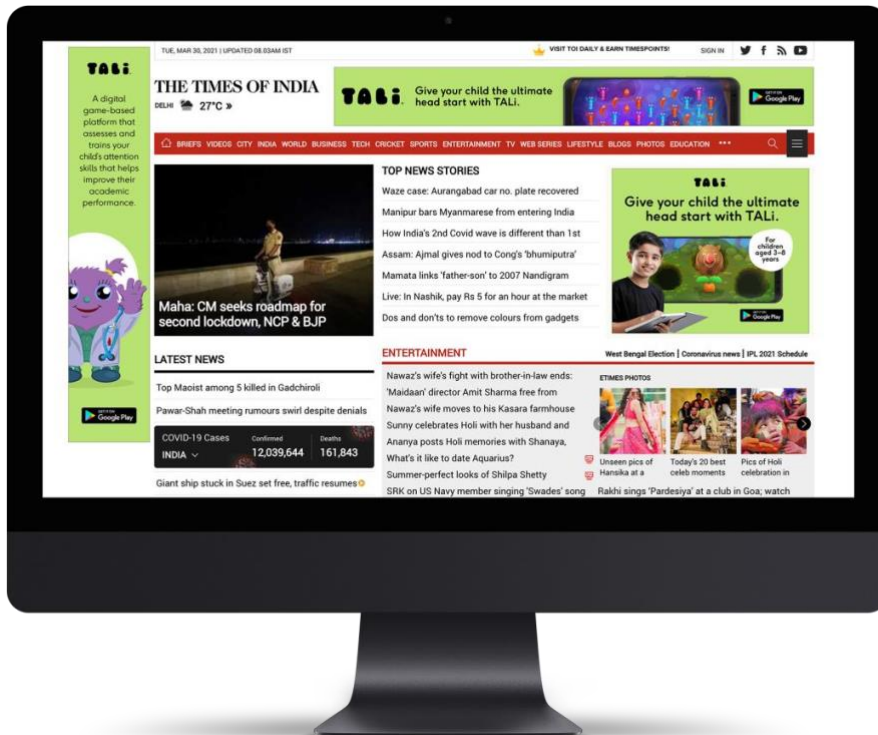 TALi
A digital
game-based
platform that
assesses and
trains your
child's attention
skills that helps
improve their
academic
performance.
GET IT ON
Google Play
TUE, MAR 30, 2021 | UPDATED 08.03AM IST
VISIT TOI DAILY & EARN TIMESPOINTS!
SIGN IN
THE TIMES OF INDIA
DELHI 27°C »
TALi
Give your child the ultimate
head start with TALi.
GET IT ON
Google Play
BRIEFS VIDEOS CITY INDIA WORLD BUSINESS TECH CRICKET SPORTS ENTERTAINMENT TV WEB SERIES LIFESTYLE BLOGS PHOTOS EDUCATION •••
Maha: CM seeks roadmap for
second lockdown, NCP & BJP
TOP NEWS STORIES
Waze case: Aurangabad car no. plate recovered
Manipur bars Myanmarese from entering India
How India's 2nd Covid wave is different than 1st
Assam: Ajmal gives nod to Cong's 'bhumiputra'
Mamata links 'father-son' to 2007 Nandigram
Live: In Nashik, pay Rs 5 for an hour at the market
Dos and don'ts to remove colours from gadgets
TALi
Give your child the ultimate
head start with TALi.
For
children
aged 3-8
years
GET IT ON
Google Play
LATEST NEWS
Top Maoist among 5 killed in Gadchiroli
Pawar-Shah meeting rumours swirl despite denials
COVID-19 Cases
INDIA
Confirmed
12,039,644
Deaths
161,843
Giant ship stuck in Suez set free, traffic resumes
ENTERTAINMENT
West Bengal Election | Coronavirus news | IPL 2021 Schedule
Nawaz's wife's fight with brother-in-law ends:
'Maidaan' director Amit Sharma free from
Nawaz's wife moves to his Kasara farmhouse
Sunny celebrates Holi with her husband and
Ananya posts Holi memories with Shanaya,
What's it like to date Aquarius?
Summer-perfect looks of Shilpa Shetty
SRK on US Navy member singing 'Swades' song
ETIMES PHOTOS
Unseen pics of
Hansika at a
Today's 20 best
celeb moments
Pics of Holi
celebration in
Rakhi sings 'Pardesiya' at a club in Goa; watch